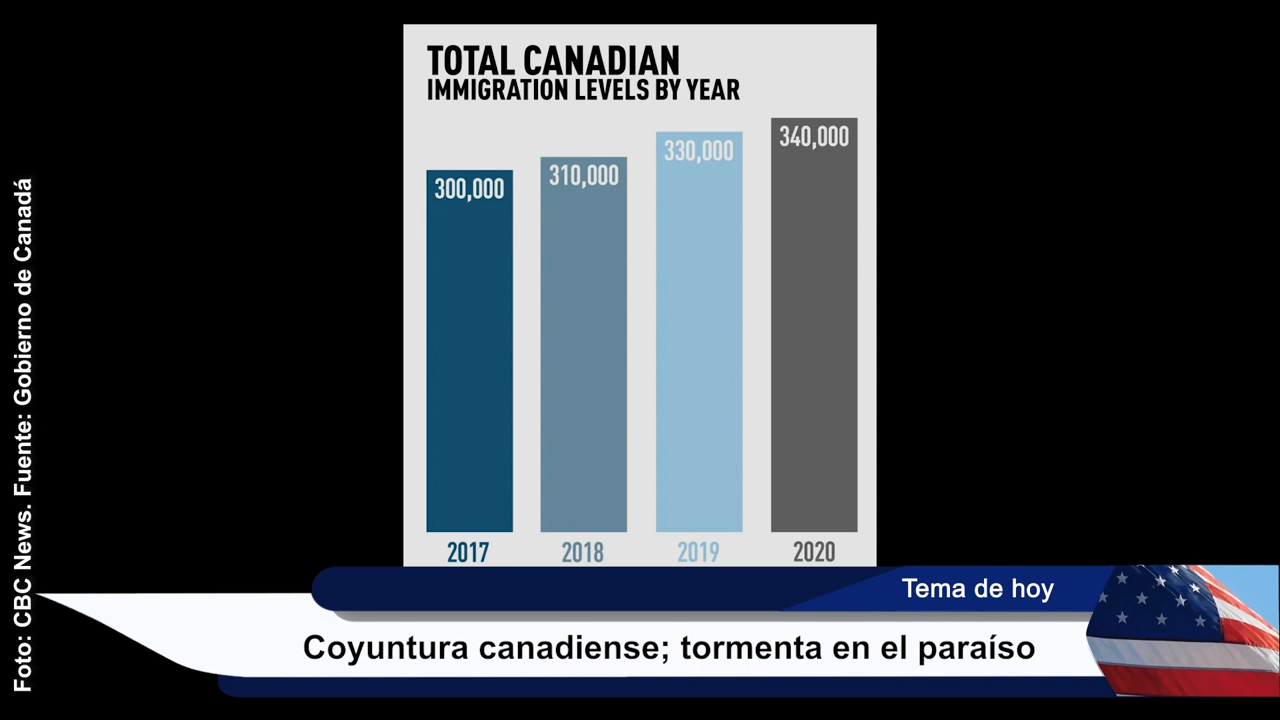 TOTAL CANADIAN
IMMIGRATION LEVELS BY YEAR
300,000
310,000
330,000
340,000
2017
2018
2019
2020
Foto: CBC News. Fuente: Gobierno de Canadá
Tema de hoy
Coyuntura canadiense; tormenta en el paraíso